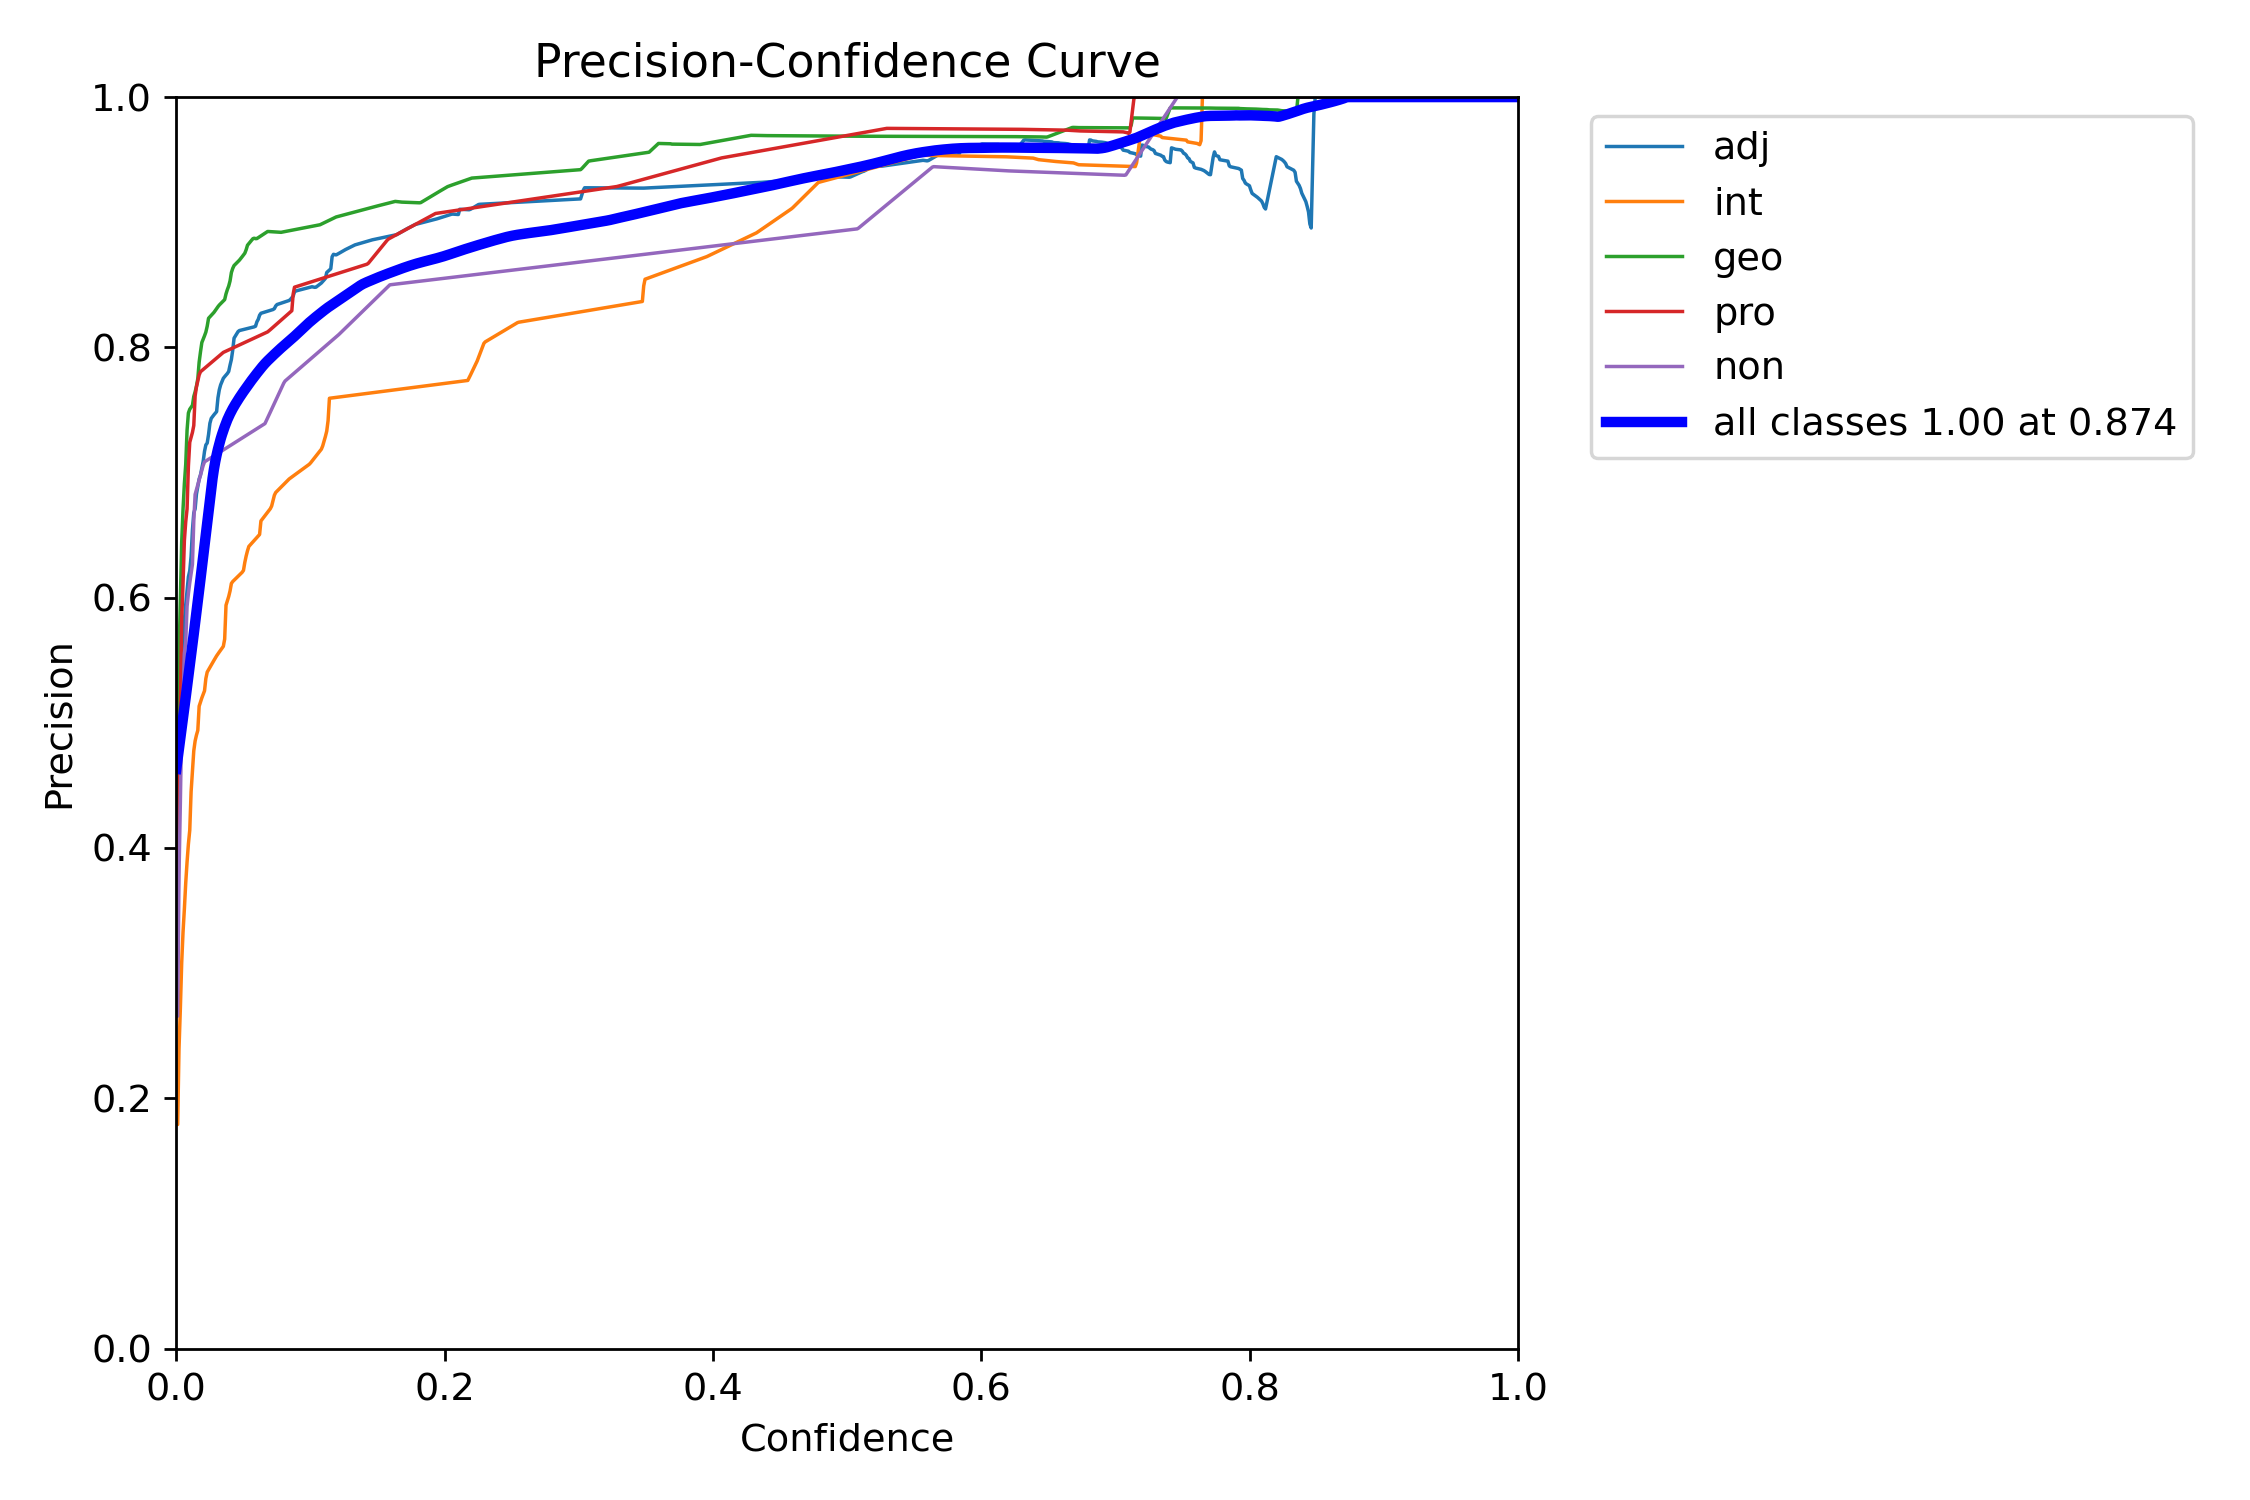 Precision-Confidence Curve
1.0
0.8
0.6
0.4
0.2
0.0
Precision
0.0 0.2 0.4 0.6 0.8 1.0
Confidence
adj
int
geo
pro
non
all classes 1.00 at 0.874